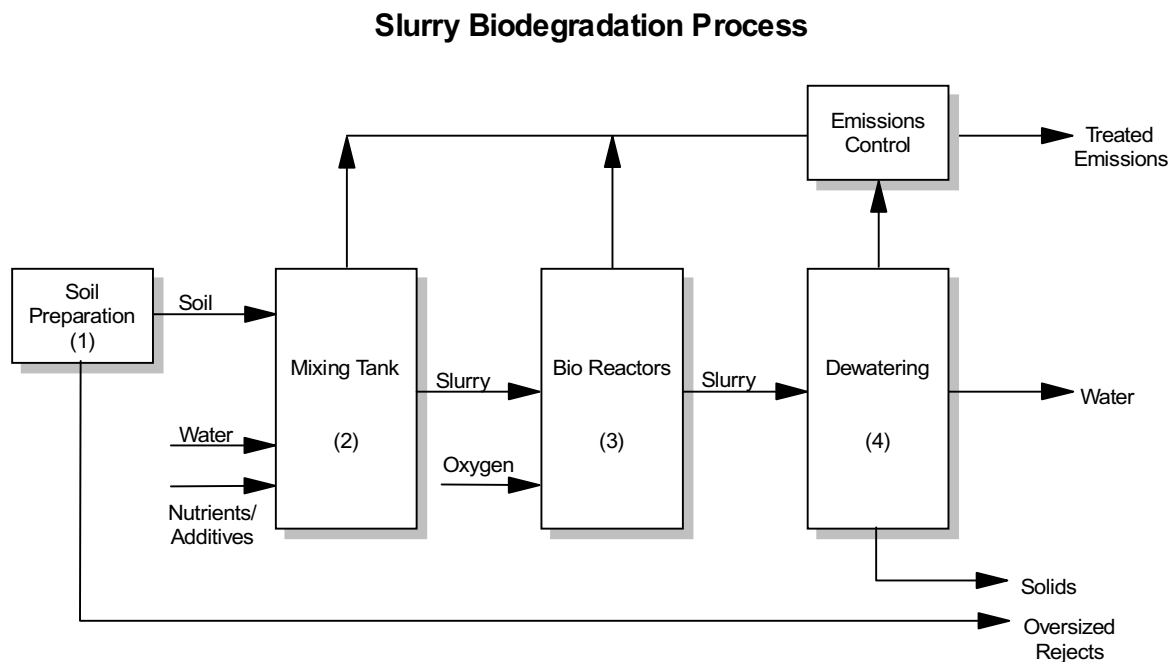 Slurry Biodegradation Process
Emissions
Control
Treated
Emissions
Soil
Preparation
(1)
Soil
Mixing Tank
(2)
Water
Nutrients/
Additives
Slurry
Bio Reactors
(3)
Oxygen
Slurry
Dewatering
(4)
Water
Solids
Oversized
Rejects